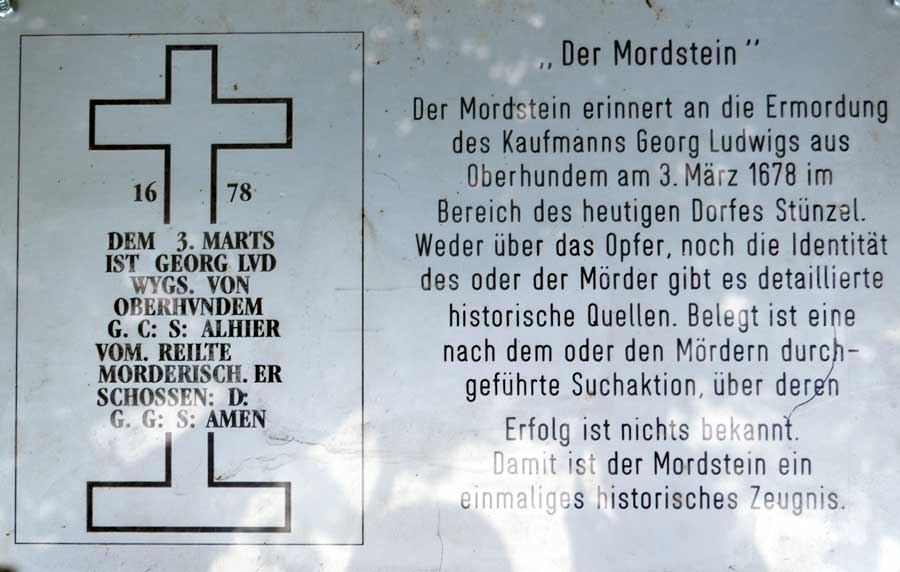 16 78
DEM 3. MARTS
IST GEORG LVD
WYGS. VON
OBERHVNDEM
G. C: S: ALHIER
VOM. REILTE
MORDERISCH. ER
SCHOSSEN: D:
G. G: S: AMEN
„Der Mordstein”
Der Mordstein erinnert an die Ermordung
des Kaufmanns Georg Ludwigs aus
Oberhundem am 3. März 1678 im
Bereich des heutigen Dorfes Stünzel.
Weder über das Opfer, noch die Identität
des oder der Mörder gibt es detaillierte
historische Quellen. Belegt ist eine
nach dem oder den Mördern durch-
geführte Suchaktion, über deren
Erfolg ist nichts bekannt.
Damit ist der Mordstein ein
einmaliges historisches Zeugnis.